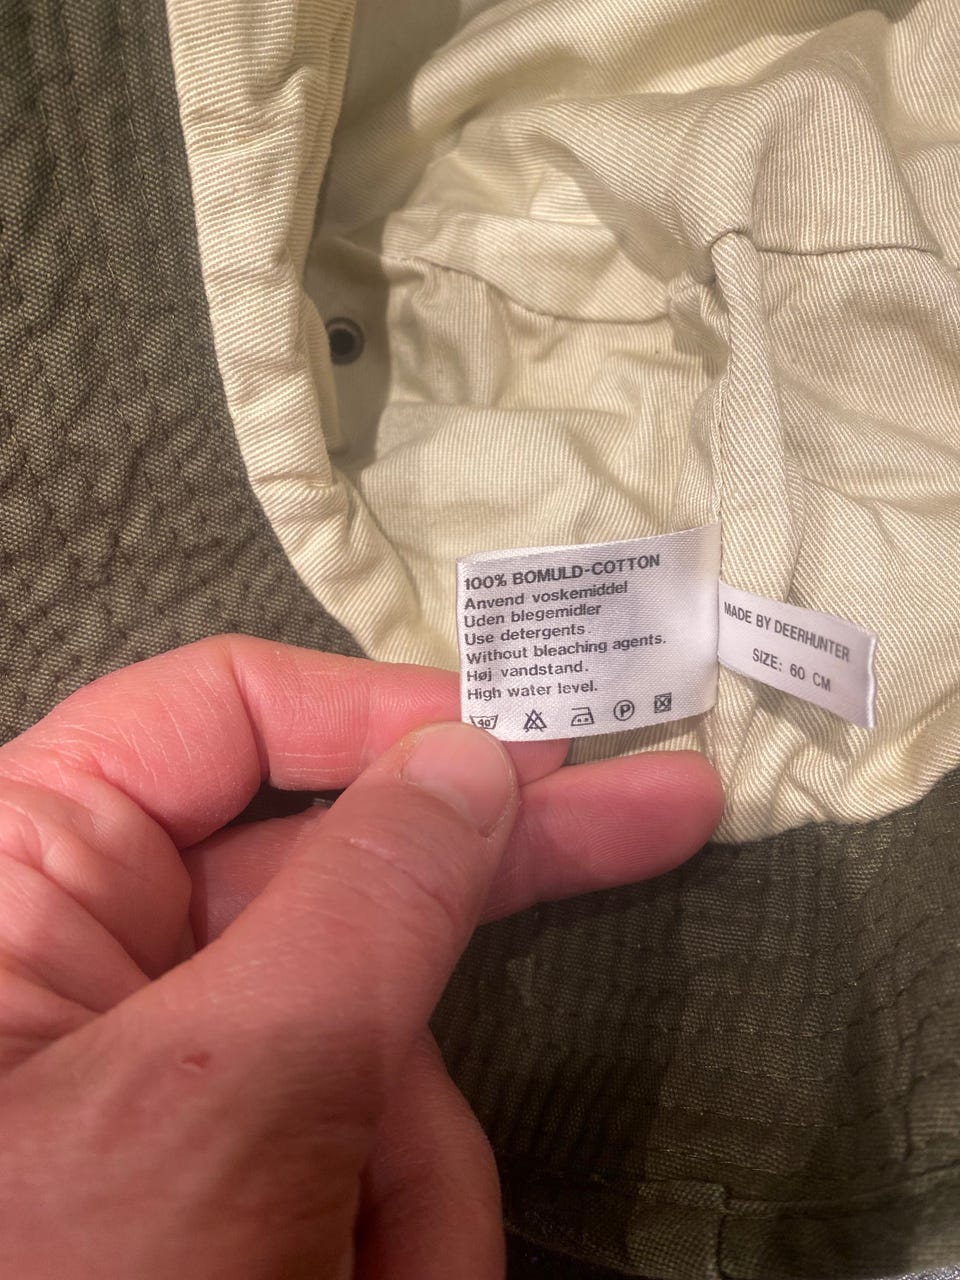 100% BOMULD-COTTON
Anvend voskemiddel
Uden blegemidler
Use detergents.
Without bleaching agents.
Høj vandstand.
High water level.
40 P
MADE BY DEERHUNTER
SIZE: 60 CM